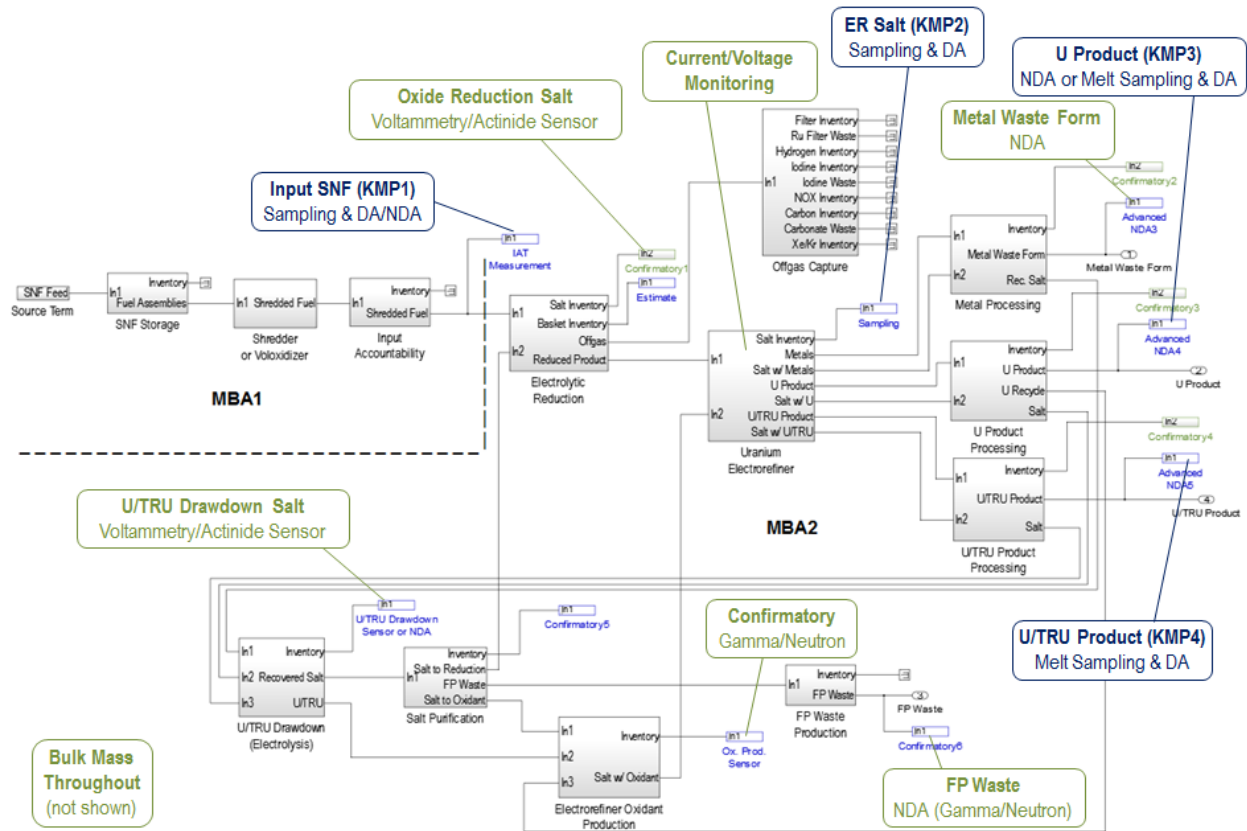 ER Salt (KMP2)
Sampling & DA
U Product (KMP3)
NDA or Melt Sampling & DA
Current/Voltage
Monitoring
Oxide Reduction Salt
Voltammetry/Actinide Sensor
Metal Waste Form
NDA
Input SNF (KMP1)
Sampling & DA/NDA
SNF Feed
Source Term
In1
Inventory
Fuel Assemblies
SNF Storage
In1
Shredded Fuel
Shredder
or Voloxidizer
In1
Inventory
Shredded Fuel
Input
Accountability
In1
IAT
Measurement
MBA1
In1
In2
Salt Inventory
Basket Inventory
Offgas
Reduced Product
Electrolytic
Reduction
In2
Confirmatory1
In1
Estimate
In1
Filter Inventory
Ru Filter Waste
Hydrogen Inventory
Iodine Inventory
Iodine Waste
NOX Inventory
Carbon Inventory
Carbonate Waste
Xe/Kr Inventory
Offgas Capture
In1
In2
Salt Inventory
Metals
Salt w/ Metals
U Product
Salt w/ U
U/TRU Product
Salt w/ U/TRU
Uranium
Electrorefiner
In1
Sampling
In1
In2
Inventory
Metal Waste Form
Rec. Salt
Metal Processing
In2
Confirmatory2
In1
Advanced
NDA3
1
Metal Waste Form
In1
In2
Inventory
U Product
U Recycle
Salt
U Product
Processing
In2
Confirmatory3
In1
Advanced
NDA4
2
U Product
In1
In2
Inventory
U/TRU Product
Salt
U/TRU Product
Processing
In2
Confirmatory4
In1
Advanced
NDA5
4
U/TRU Product
MBA2
U/TRU Drawdown Salt
Voltammetry/Actinide Sensor
In1
U/TRU Drawdown
Sensor or NDA
In1
In2
In3
Inventory
Recovered Salt
U/TRU
U/TRU Drawdown
(Electrolysis)
In1
Inventory
Salt to Reduction
FP Waste
Salt to Oxidant
Salt Purification
In1
Confirmatory5
Confirmatory
Gamma/Neutron
U/TRU Product (KMP4)
Melt Sampling & DA
In1
In2
In3
Inventory
Salt w/ Oxidant
Electrorefiner Oxidant
Production
In1
Ox. Prod.
Sensor
In1
Inventory
FP Waste
FP Waste
Production
3
FP Waste
In1
Confirmatory6
FP Waste
NDA (Gamma/Neutron)
Bulk Mass
Throughout
(not shown)